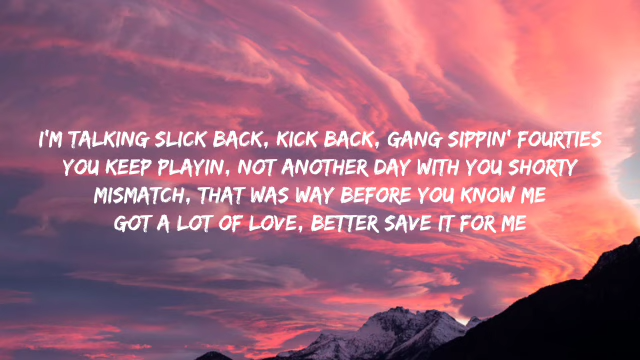 I'M TALKING SLICK BACK, KICK BACK, GANG SIPPIN' FOURTIES
YOU KEEP PLAYIN, NOT ANOTHER DAY WITH YOU SHORTY
MISMATCH, THAT WAS WAY BEFORE YOU KNOW ME
GOT A LOT OF LOVE, BETTER SAVE IT FOR ME